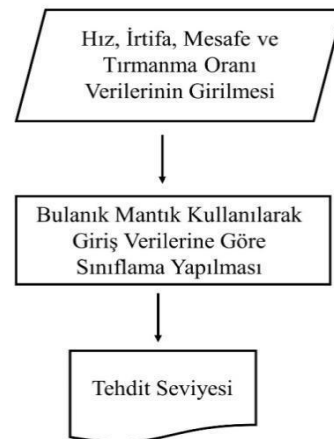 Hız, İrtifa, Mesafe ve
Tırmanma Oranı
Verilerinin Girilmesi
Bulanık Mantık Kullanılarak
Giriş Verilerine Göre
Sınıflama Yapılması
Tehdit Seviyesi